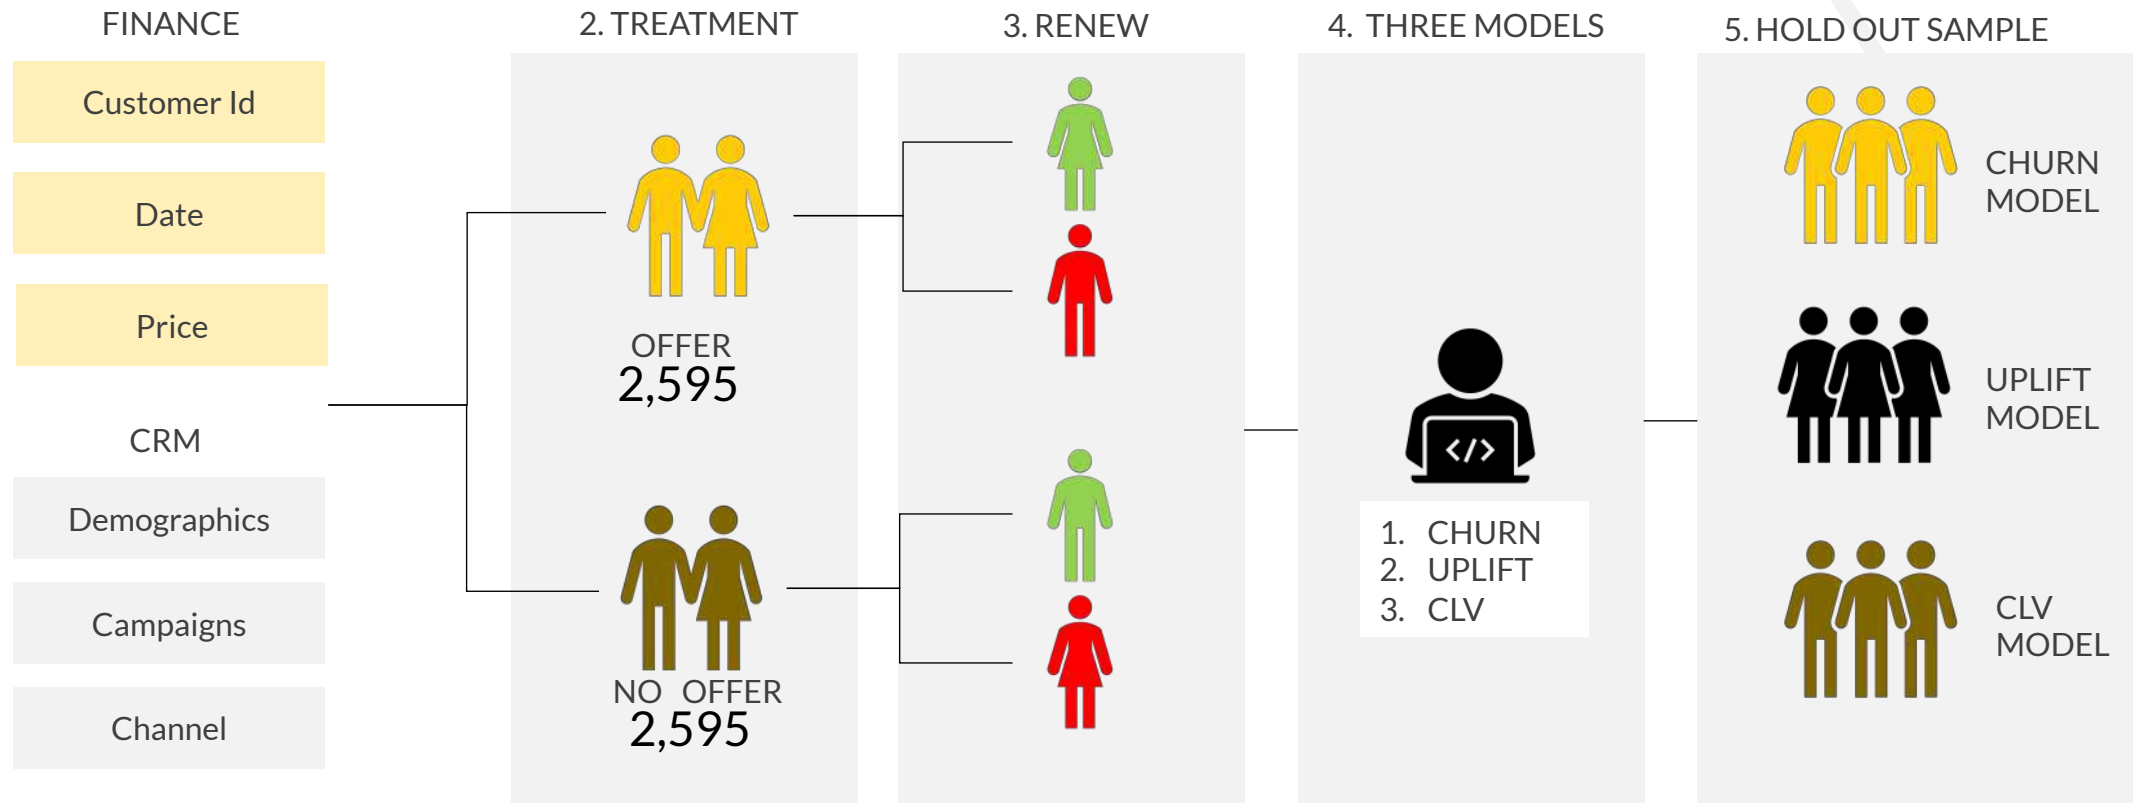 FINANCE
Customer Id
Date
Price
CRM
Demographics
Campaigns
Channel
2. TREATMENT
OFFER
2,595
NO OFFER
2,595
3. RENEW
4. THREE MODELS
</>
1. CHURN
2. UPLIFT
3. CLV
5. HOLD OUT SAMPLE
CHURN
MODEL
UPLIFT
MODEL
CLV
MODEL